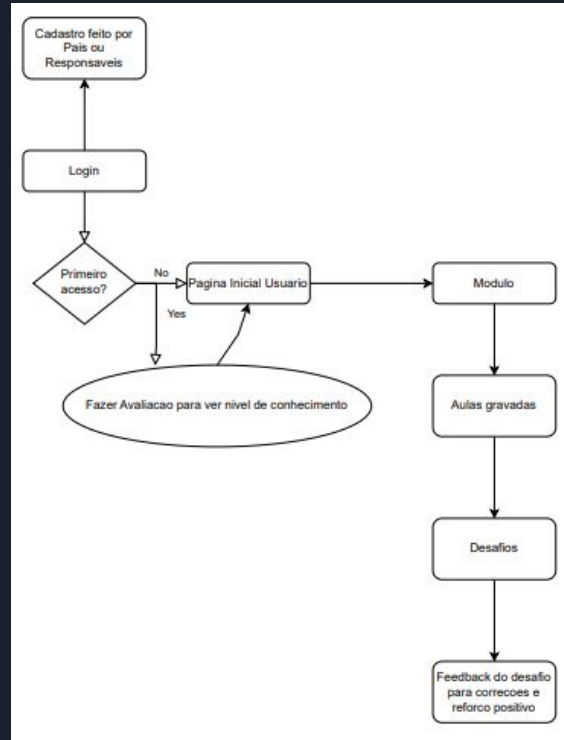 Cadastro feito por
Pais ou
Responsaveis
Login
Primeiro
acesso?
No
Yes
Pagina Inicial Usuario
Modulo
Fazer Avaliacao para ver nivel de conhecimento
Aulas gravadas
Desafios
Feedback do desafio
para correcoes e
reforco positivo